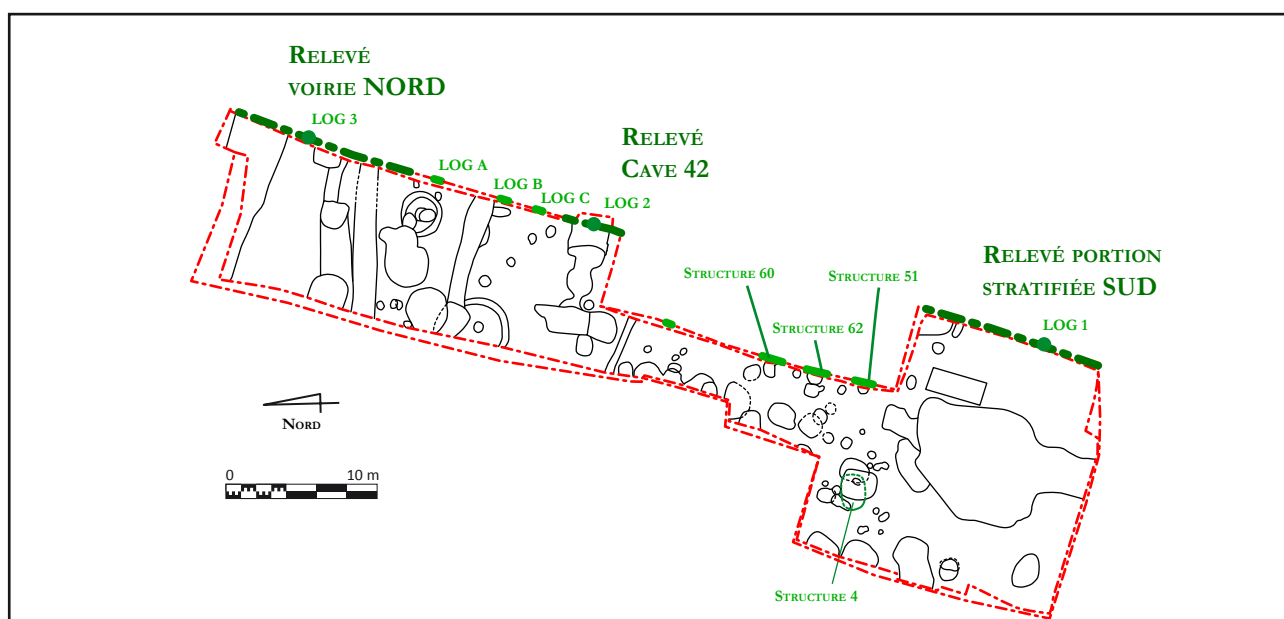 RELEVÉ
VOIRIE NORD
LOG 3
RELEVÉ
CAVE 42
LOG A
LOG B
LOG C
LOG 2
STRUCTURE 60
STRUCTURE 51
RELEVÉ PORTION
STRATIFIÉE SUD
STRUCTURE 62
LOG 1
NORD
0 10 m
STRUCTURE 4